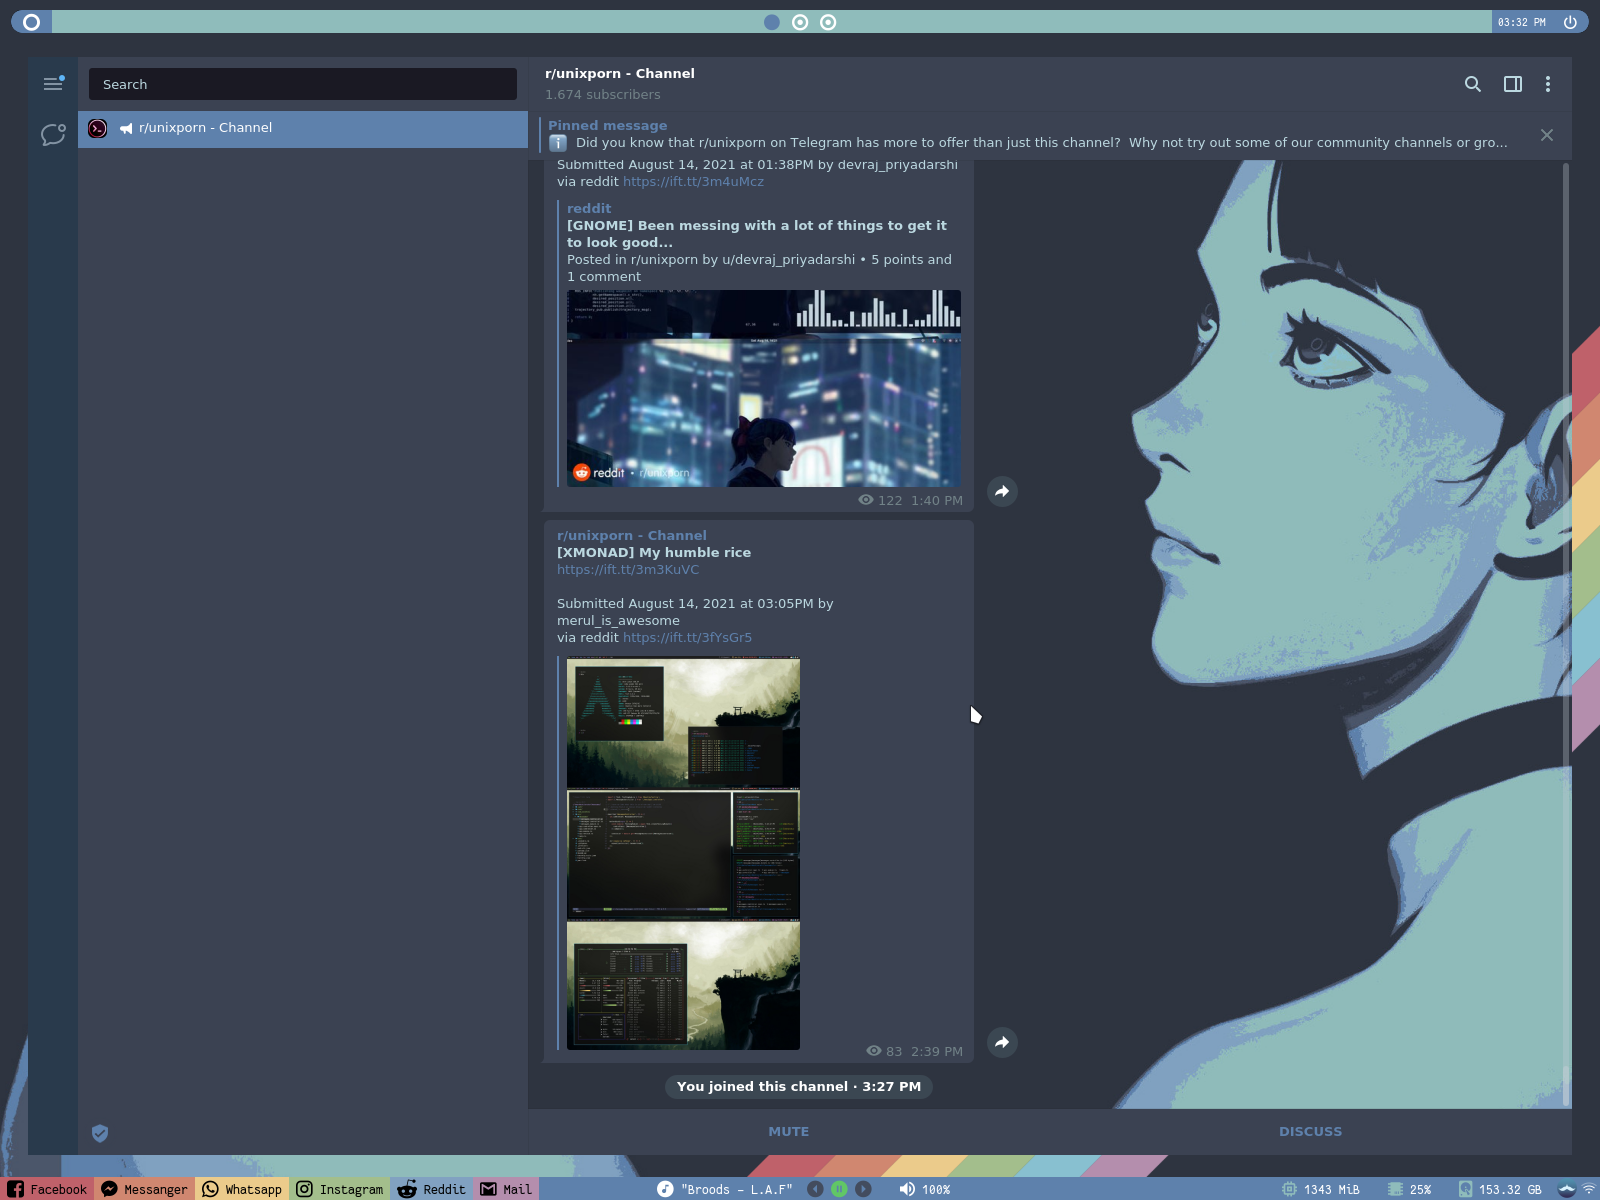 03:32 PM
Search
r/unixporn - Channel
r/unixporn - Channel
1.674 subscribers
Pinned message
Did you know that r/unixporn on Telegram has more to offer than just this channel?  Why not try out some of our community channels or gro...
Submitted August 14, 2021 at 01:38PM by devraj_priyadarshi
via reddit https://ift.tt/3m4uMcz
reddit
[GNOME] Been messing with a lot of things to get it
to look good...
Posted in r/unixporn by u/devraj_priyadarshi • 5 points and
1 comment
reddit • r/unixporn
122 1:40 PM
r/unixporn - Channel
[XMONAD] My humble rice
https://ift.tt/3m3KuVC
Submitted August 14, 2021 at 03:05PM by
merul_is_awesome
via reddit https://ift.tt/3fYsGr5
83 2:39 PM
You joined this channel · 3:27 PM
MUTE
DISCUSS
Facebook
Messanger
Whatsapp
Instagram
Reddit
Mail
"Broods – L.A.F"
100%
1343 MiB
25%
153.32 GB